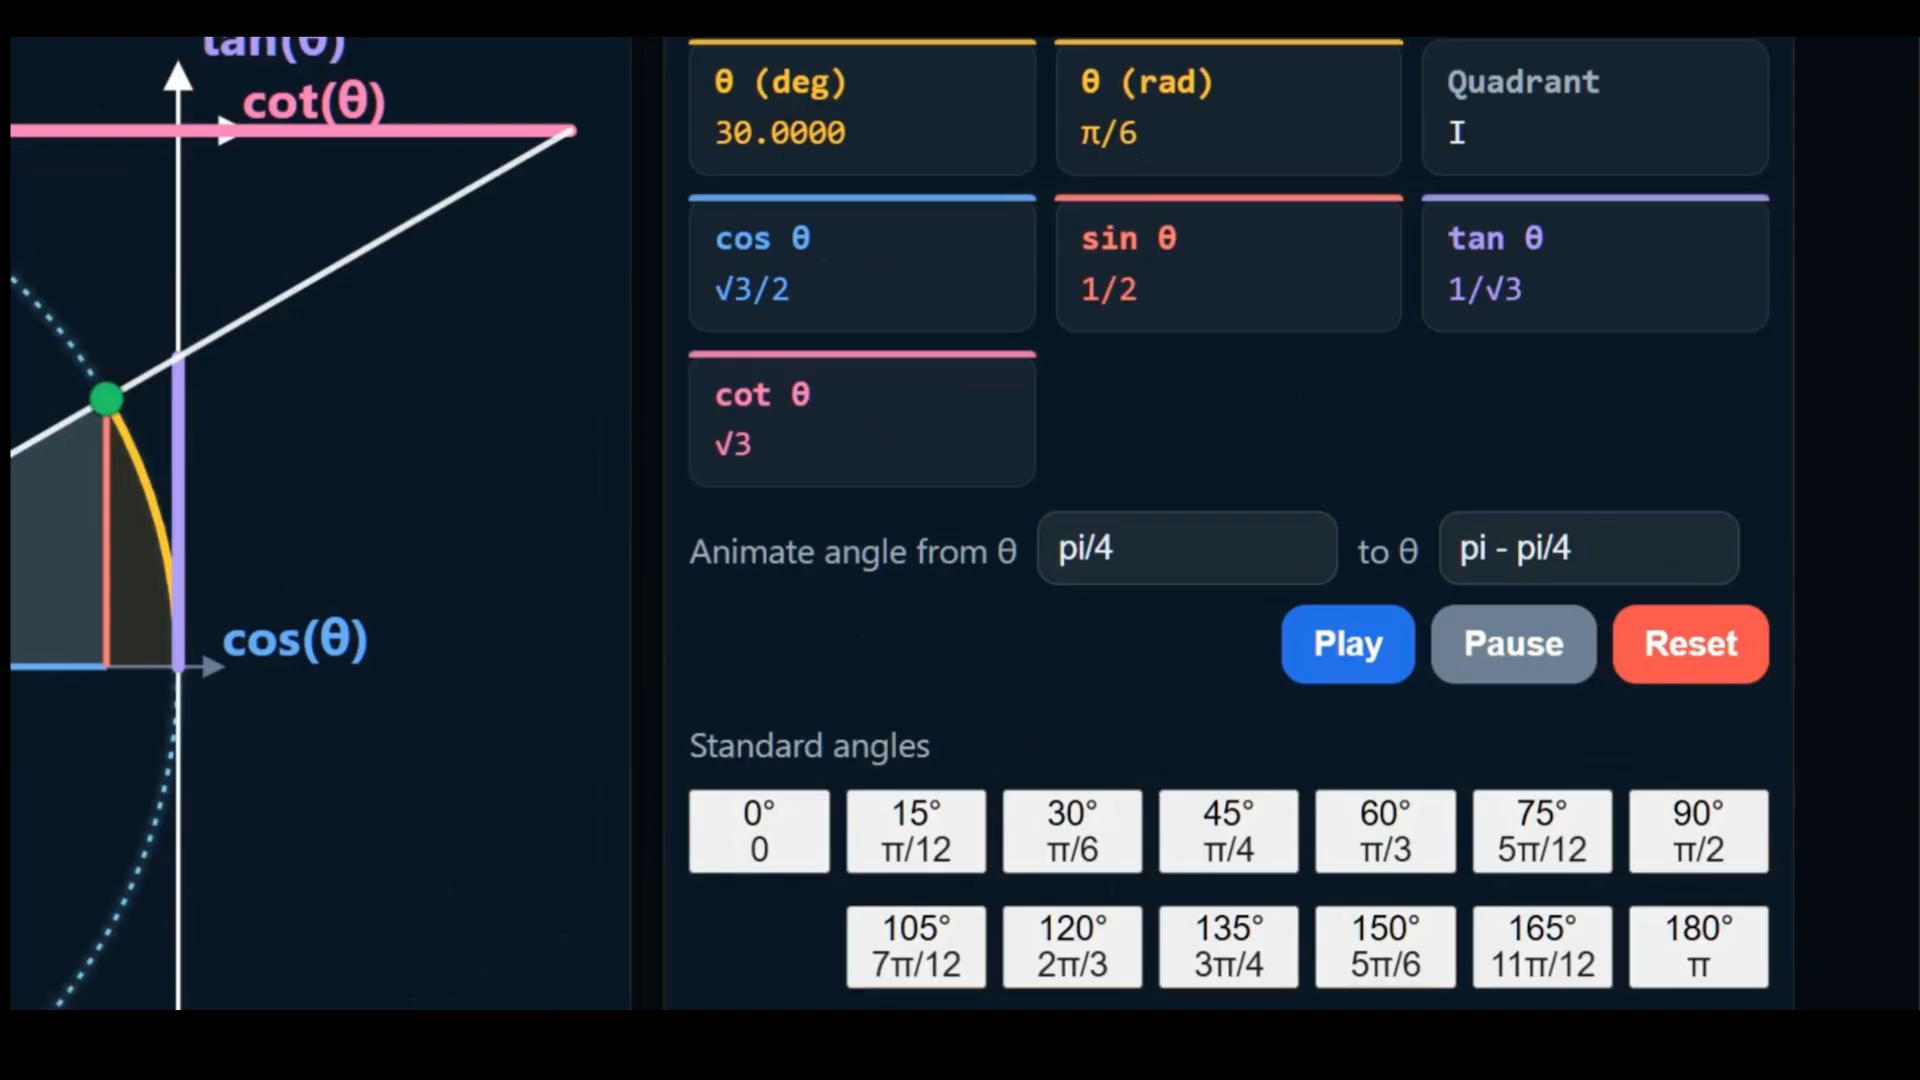 tan(θ)
cot(θ)
cos(θ)
θ (deg)
30.0000
θ (rad)
π/6
Quadrant
I
cos θ
√3/2
sin θ
1/2
tan θ
1/√3
cot θ
√3
Animate angle from θ pi/4 to θ pi - pi/4
Play Pause Reset
Standard angles
0° 15° 30° 45° 60° 75° 90°
0 π/12 π/6 π/4 π/3 5π/12 π/2
105° 120° 135° 150° 165° 180°
7π/12 2π/3 3π/4 5π/6 11π/12 π